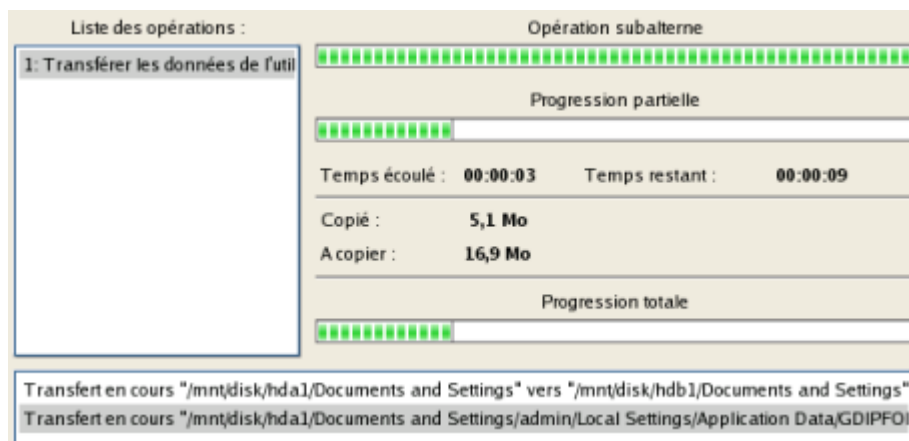 Liste des opérations :
1: Transférer les données de l'util
Opération subalterne
Progression partielle
Temps écoulé : 00:00:03 Temps restant : 00:00:09
Copié : 5,1 Mo
A copier : 16,9 Mo
Progression totale
Transfert en cours "/mnt/disk/hda1/Documents and Settings" vers "/mnt/disk/hdb1/Documents and Settings"
Transfert en cours "/mnt/disk/hda1/Documents and Settings/admin/Local Settings/Application Data/GDIPFOI